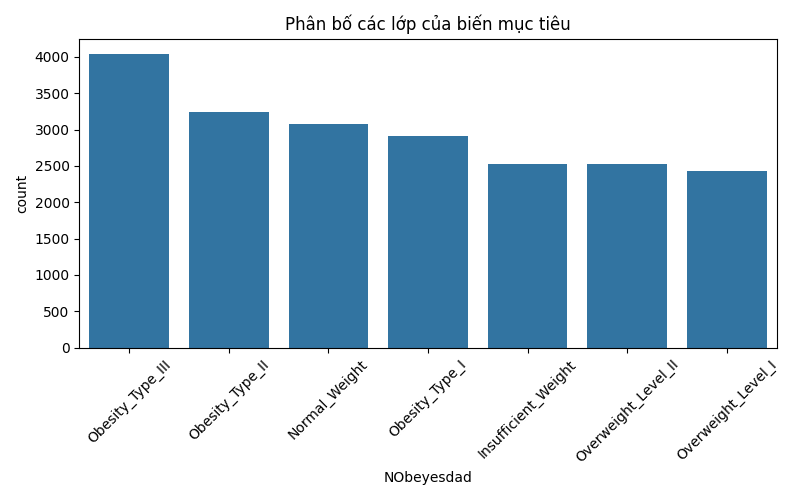 Phân bố các lớp của biến mục tiêu
count
4000
3500
3000
2500
2000
1500
1000
500
0
Obesity_Type_III
Obesity_Type_II
Normal_Weight
Obesity_Type_I
Insufficient_Weight
Overweight_Level_II
Overweight_Level_I
NObeyesdad